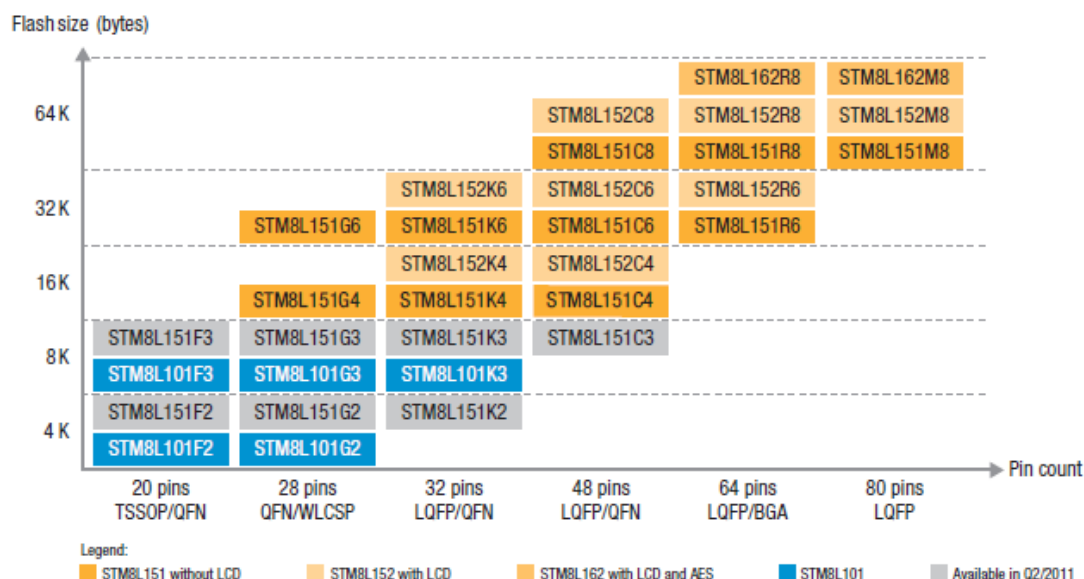 Flash size (bytes)
STM8L162R8 STM8L162M8
64 K STM8L152C8 STM8L152R8 STM8L152M8
STM8L151C8 STM8L151R8 STM8L151M8
STM8L152K6 STM8L152C6 STM8L152R6
32 K
STM8L151G6 STM8L151K6 STM8L151C6 STM8L151R6
STM8L152K4 STM8L152C4
16 K
STM8L151G4 STM8L151K4 STM8L151C4
STM8L151F3 STM8L151G3 STM8L151K3 STM8L151C3
8 K
STM8L101F3 STM8L101G3 STM8L101K3
STM8L151F2 STM8L151G2 STM8L151K2
4 K
STM8L101F2 STM8L101G2
Pin count
20 pins 28 pins 32 pins 48 pins 64 pins 80 pins
TSSOP/QFN QFN/WLCSP LQFP/QFN LQFP/QFN LQFP/BGA LQFP
Legend:
STM8L151 without LCD STM8L152 with LCD STM8L162 with LCD and AES STM8L101 Available in Q2/2011